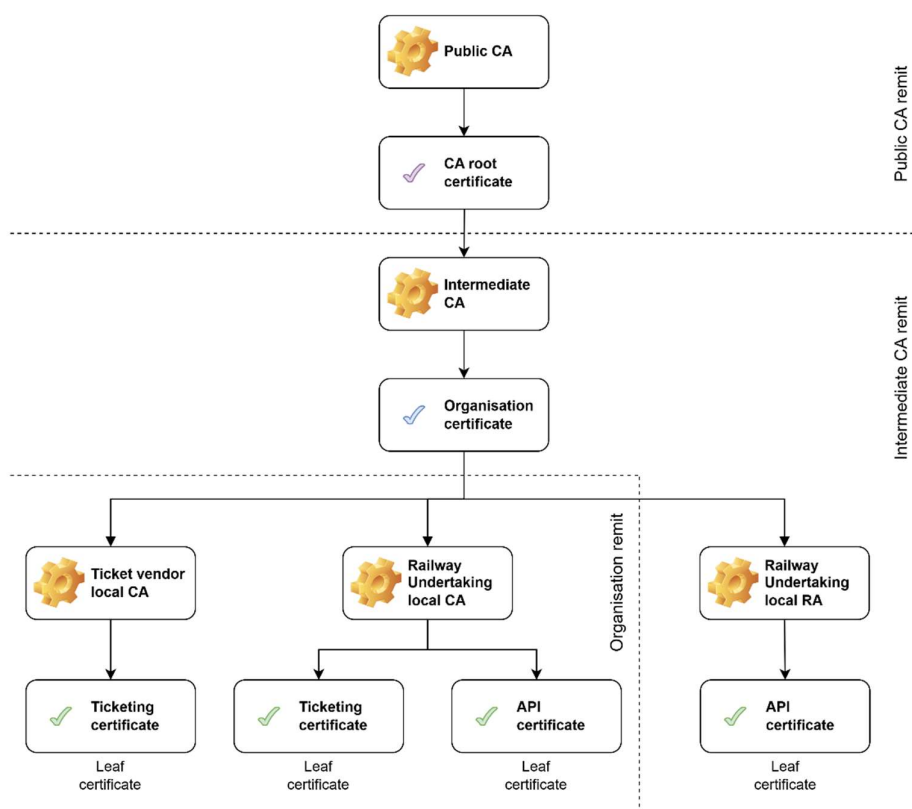 Public CA
CA root
certificate
Public CA remit
Intermediate
CA
Organisation
certificate
Intermediate CA remit
Ticket vendor
local CA
Railway
Undertaking
local CA
Organisation remit
Railway
Undertaking
local RA
Ticketing
certificate
Ticketing
certificate
API
certificate
API
certificate
Leaf
certificate
Leaf
certificate
Leaf
certificate
Leaf
certificate